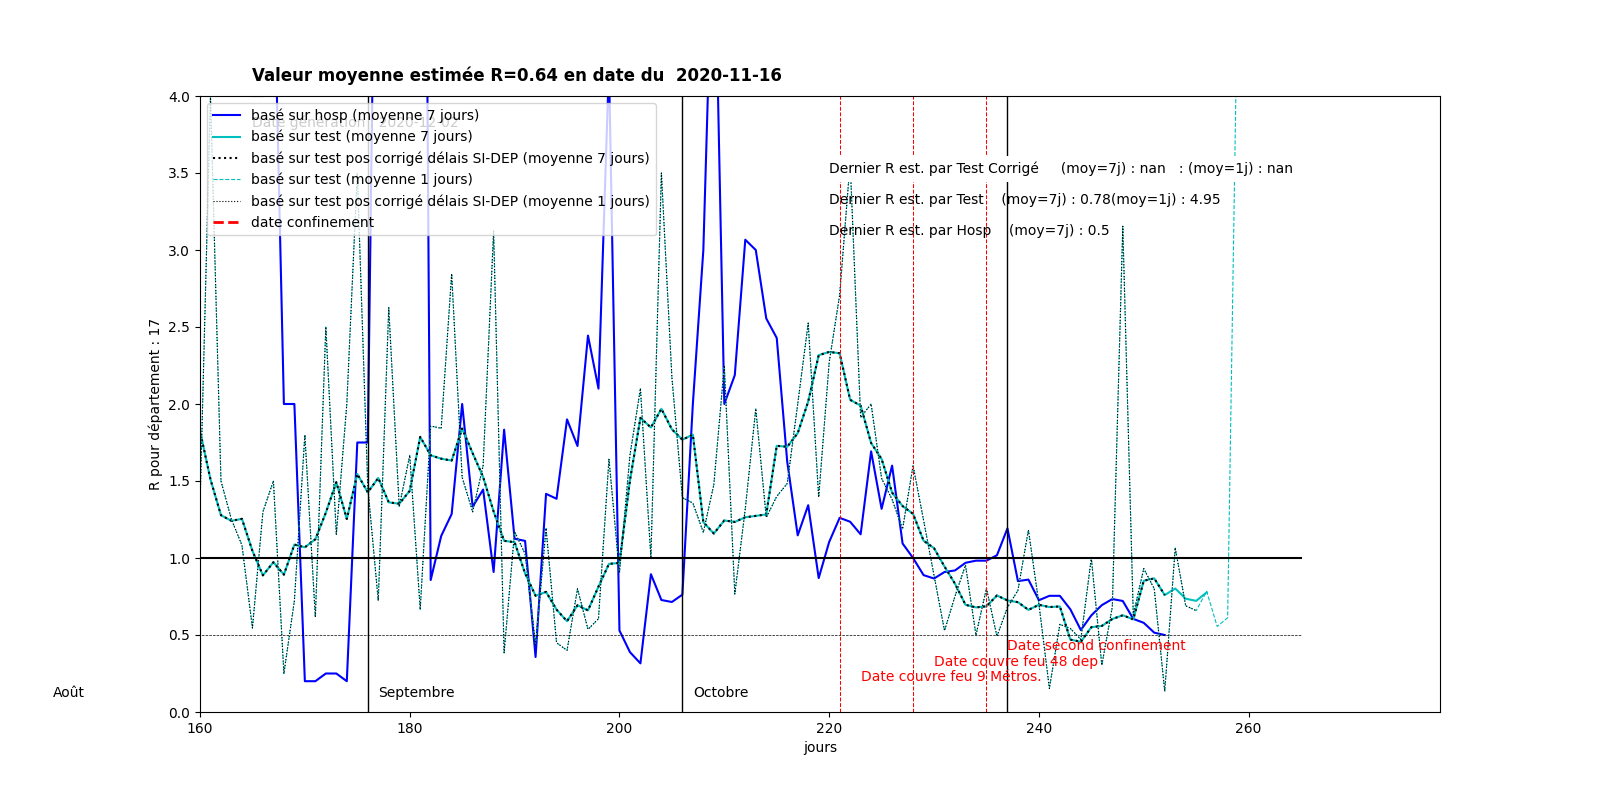 Valeur moyenne estimée R=0.64 en date du  2020-11-16
Date génération : 2020-12-02
basé sur hosp (moyenne 7 jours)
basé sur test (moyenne 7 jours)
basé sur test pos corrigé délais SI-DEP (moyenne 7 jours)
basé sur test (moyenne 1 jours)
basé sur test pos corrigé délais SI-DEP (moyenne 1 jours)
date confinement
Dernier R est. par Test Corrigé     (moy=7j) : nan   : (moy=1j) : nan
Dernier R est. par Test    (moy=7j) : 0.78(moy=1j) : 4.95
Dernier R est. par Hosp    (moy=7j) : 0.5
4.0
3.5
3.0
2.5
2.0
1.5
1.0
0.5
0.0
R pour département : 17
Date second confinement
Date couvre feu 48 dep
Date couvre feu 9 Métros.
Août
Septembre
Octobre
160 180 200 220 240 260
jours